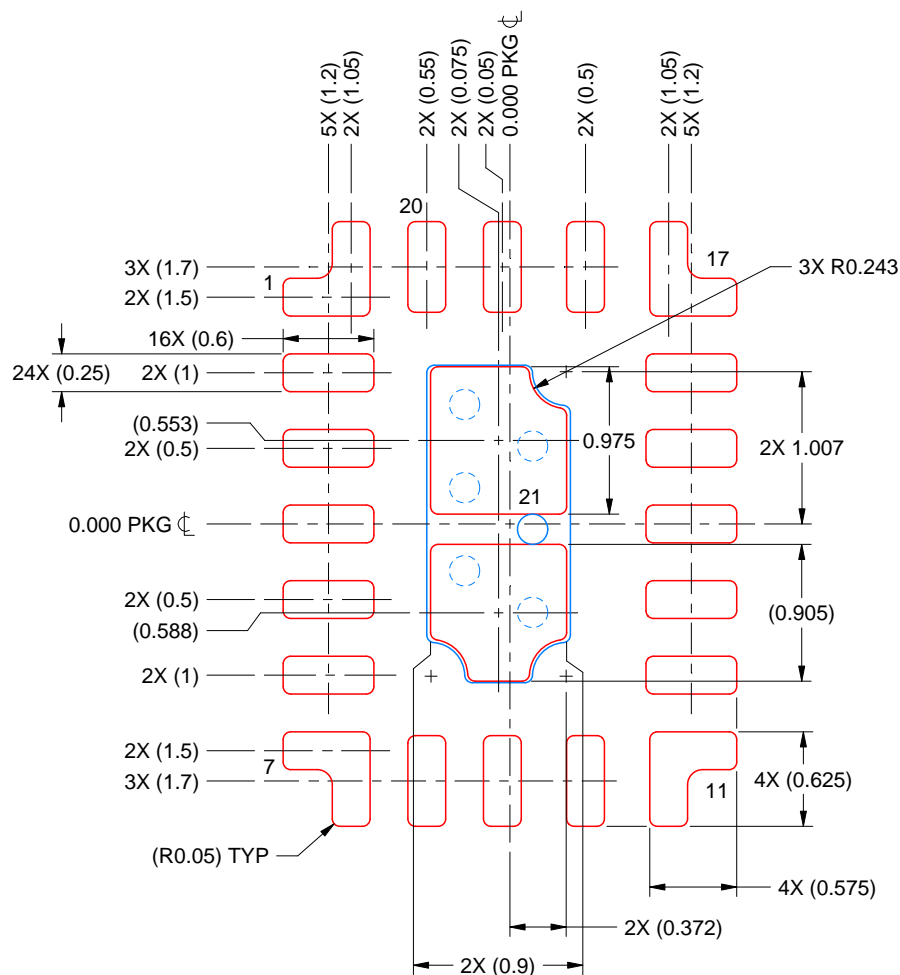 5X (1.2)
2X (1.05)
2X (0.55)
2X (0.075)
2X (0.05)
0.000 PKG ℄
2X (0.5)
2X (1.05)
5X (1.2)
20
3X (1.7)
1
17
3X R0.243
2X (1.5)
16X (0.6)
24X (0.25)
2X (1)
(0.553)
0.975
2X 1.007
2X (0.5)
21
0.000 PKG ℄
2X (0.5)
(0.588)
(0.905)
2X (1)
2X (1.5)
7
3X (1.7)
11
4X (0.625)
(R0.05) TYP
4X (0.575)
2X (0.372)
2X (0.9)